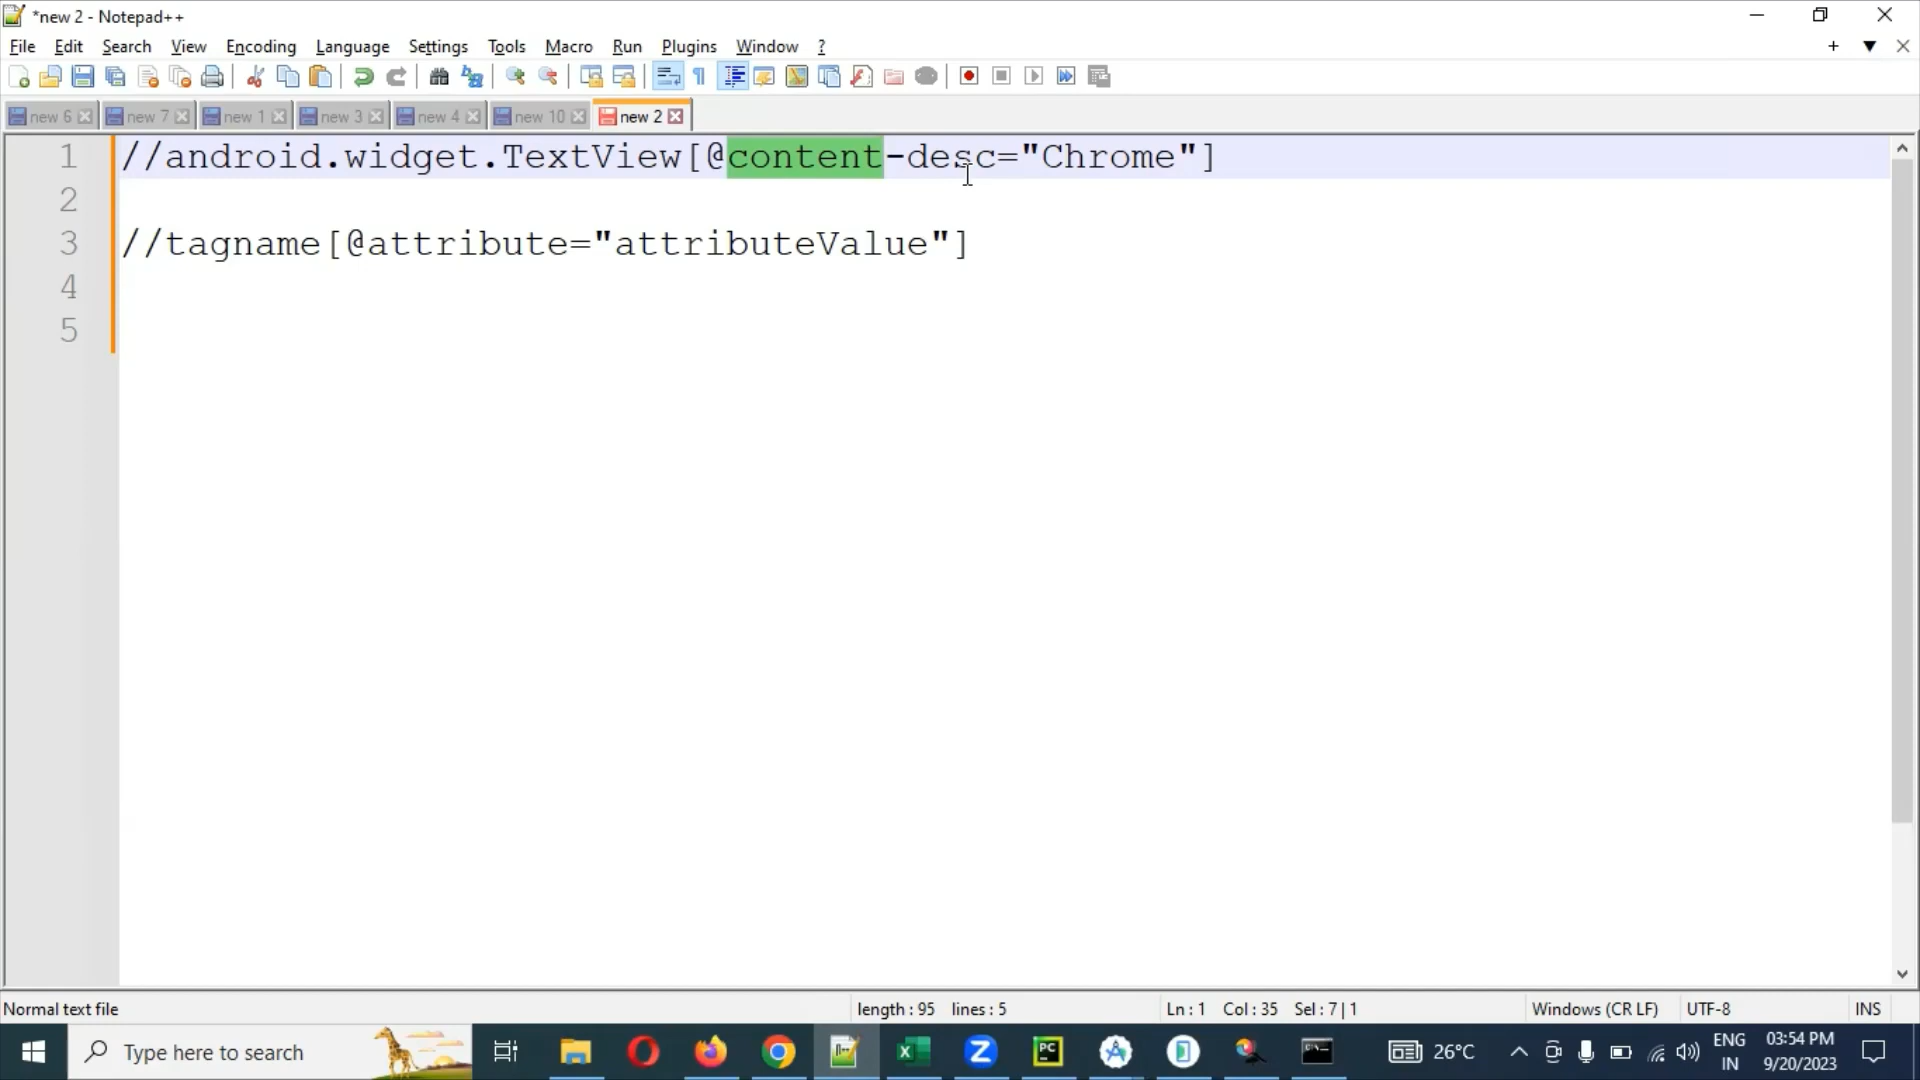 *new 2 - Notepad++
File Edit Search View Encoding Language Settings Tools Macro Run Plugins Window ?
new 6 new 7 new 1 new 3 new 4 new 10 new 2
1 //android.widget.TextView[@content-desc="Chrome"]
2
3 //tagname[@attribute="attributeValue"]
4
5
Normal text file length : 95 lines : 5 Ln : 1 Col : 35 Sel : 7 | 1 Windows (CR LF) UTF-8 INS
Type here to search 26°C ENG 03:54 PM
IN 9/20/2023